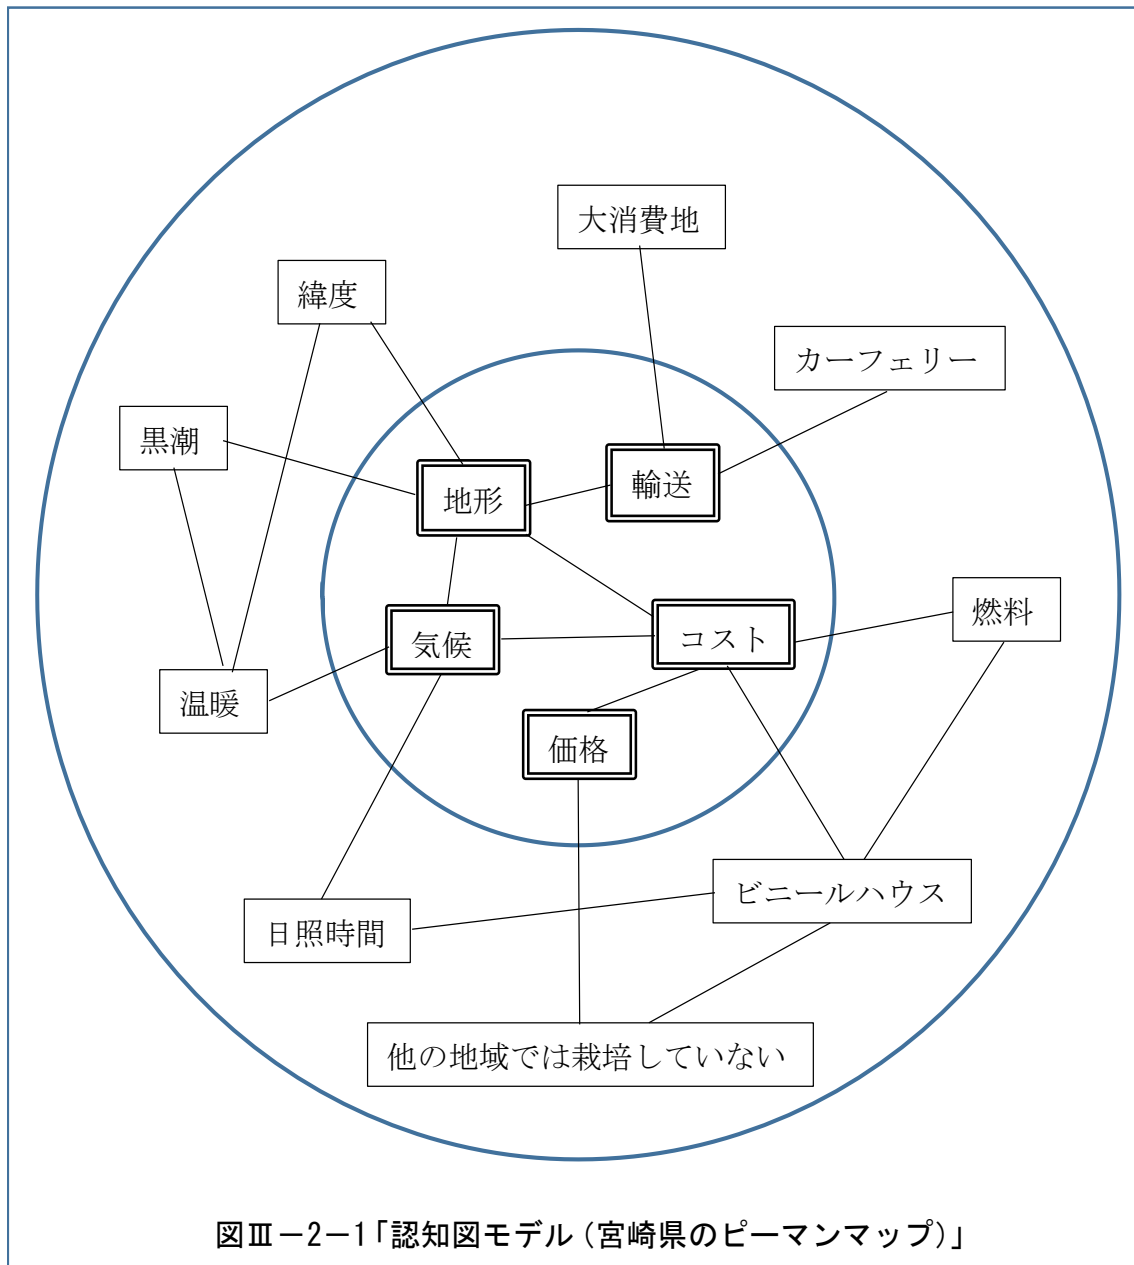 大消費地
緯度
カーフェリー
黒潮
地形
輸送
燃料
気候
コスト
温暖
価格
ビニールハウス
日照時間
他の地域では栽培していない
図Ⅲ－2－1「認知図モデル（宮崎県のピーマンマップ）」